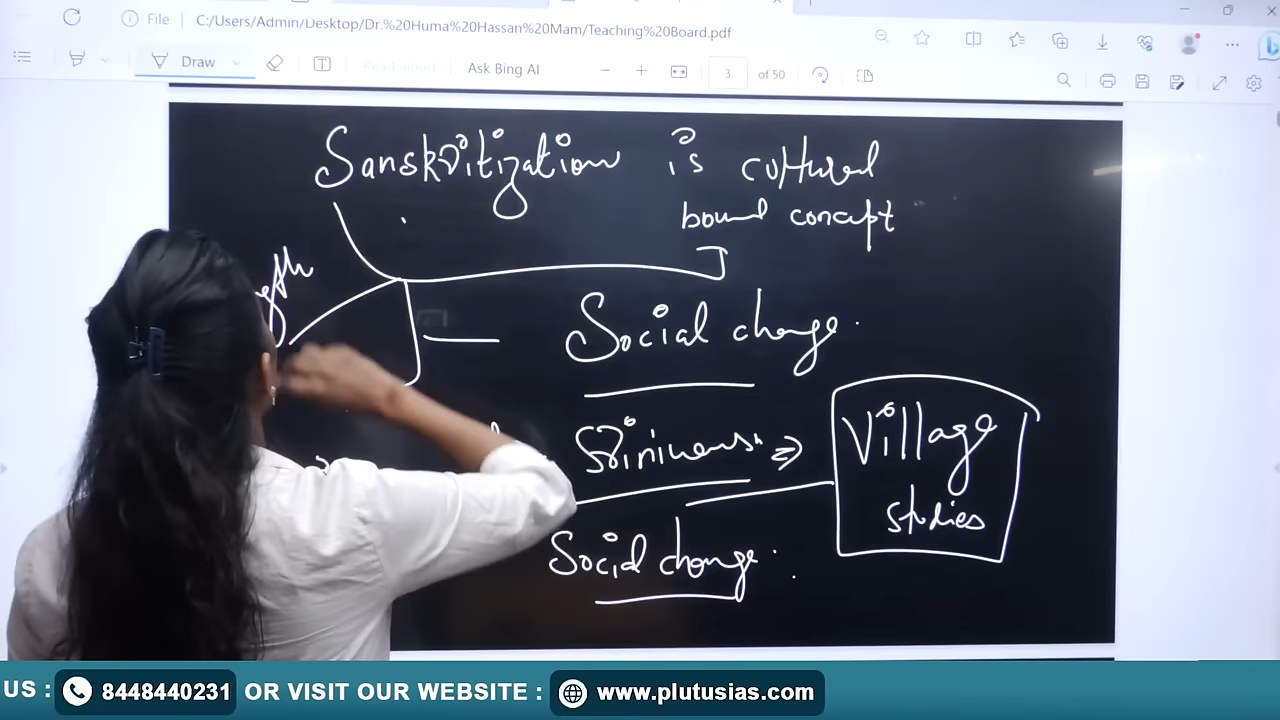 File C:/Users/Admin/Desktop/Dr.%20Huma%20Hassan%20Mam/Teaching%20Board.pdf
Draw T Read aloud Ask Bing AI 3 of 50
Sanskritization is cultural
bound concept
Social change.
Srinivas
Village
studies
Social change.
US : 8448440231 OR VISIT OUR WEBSITE : www.plutusias.com